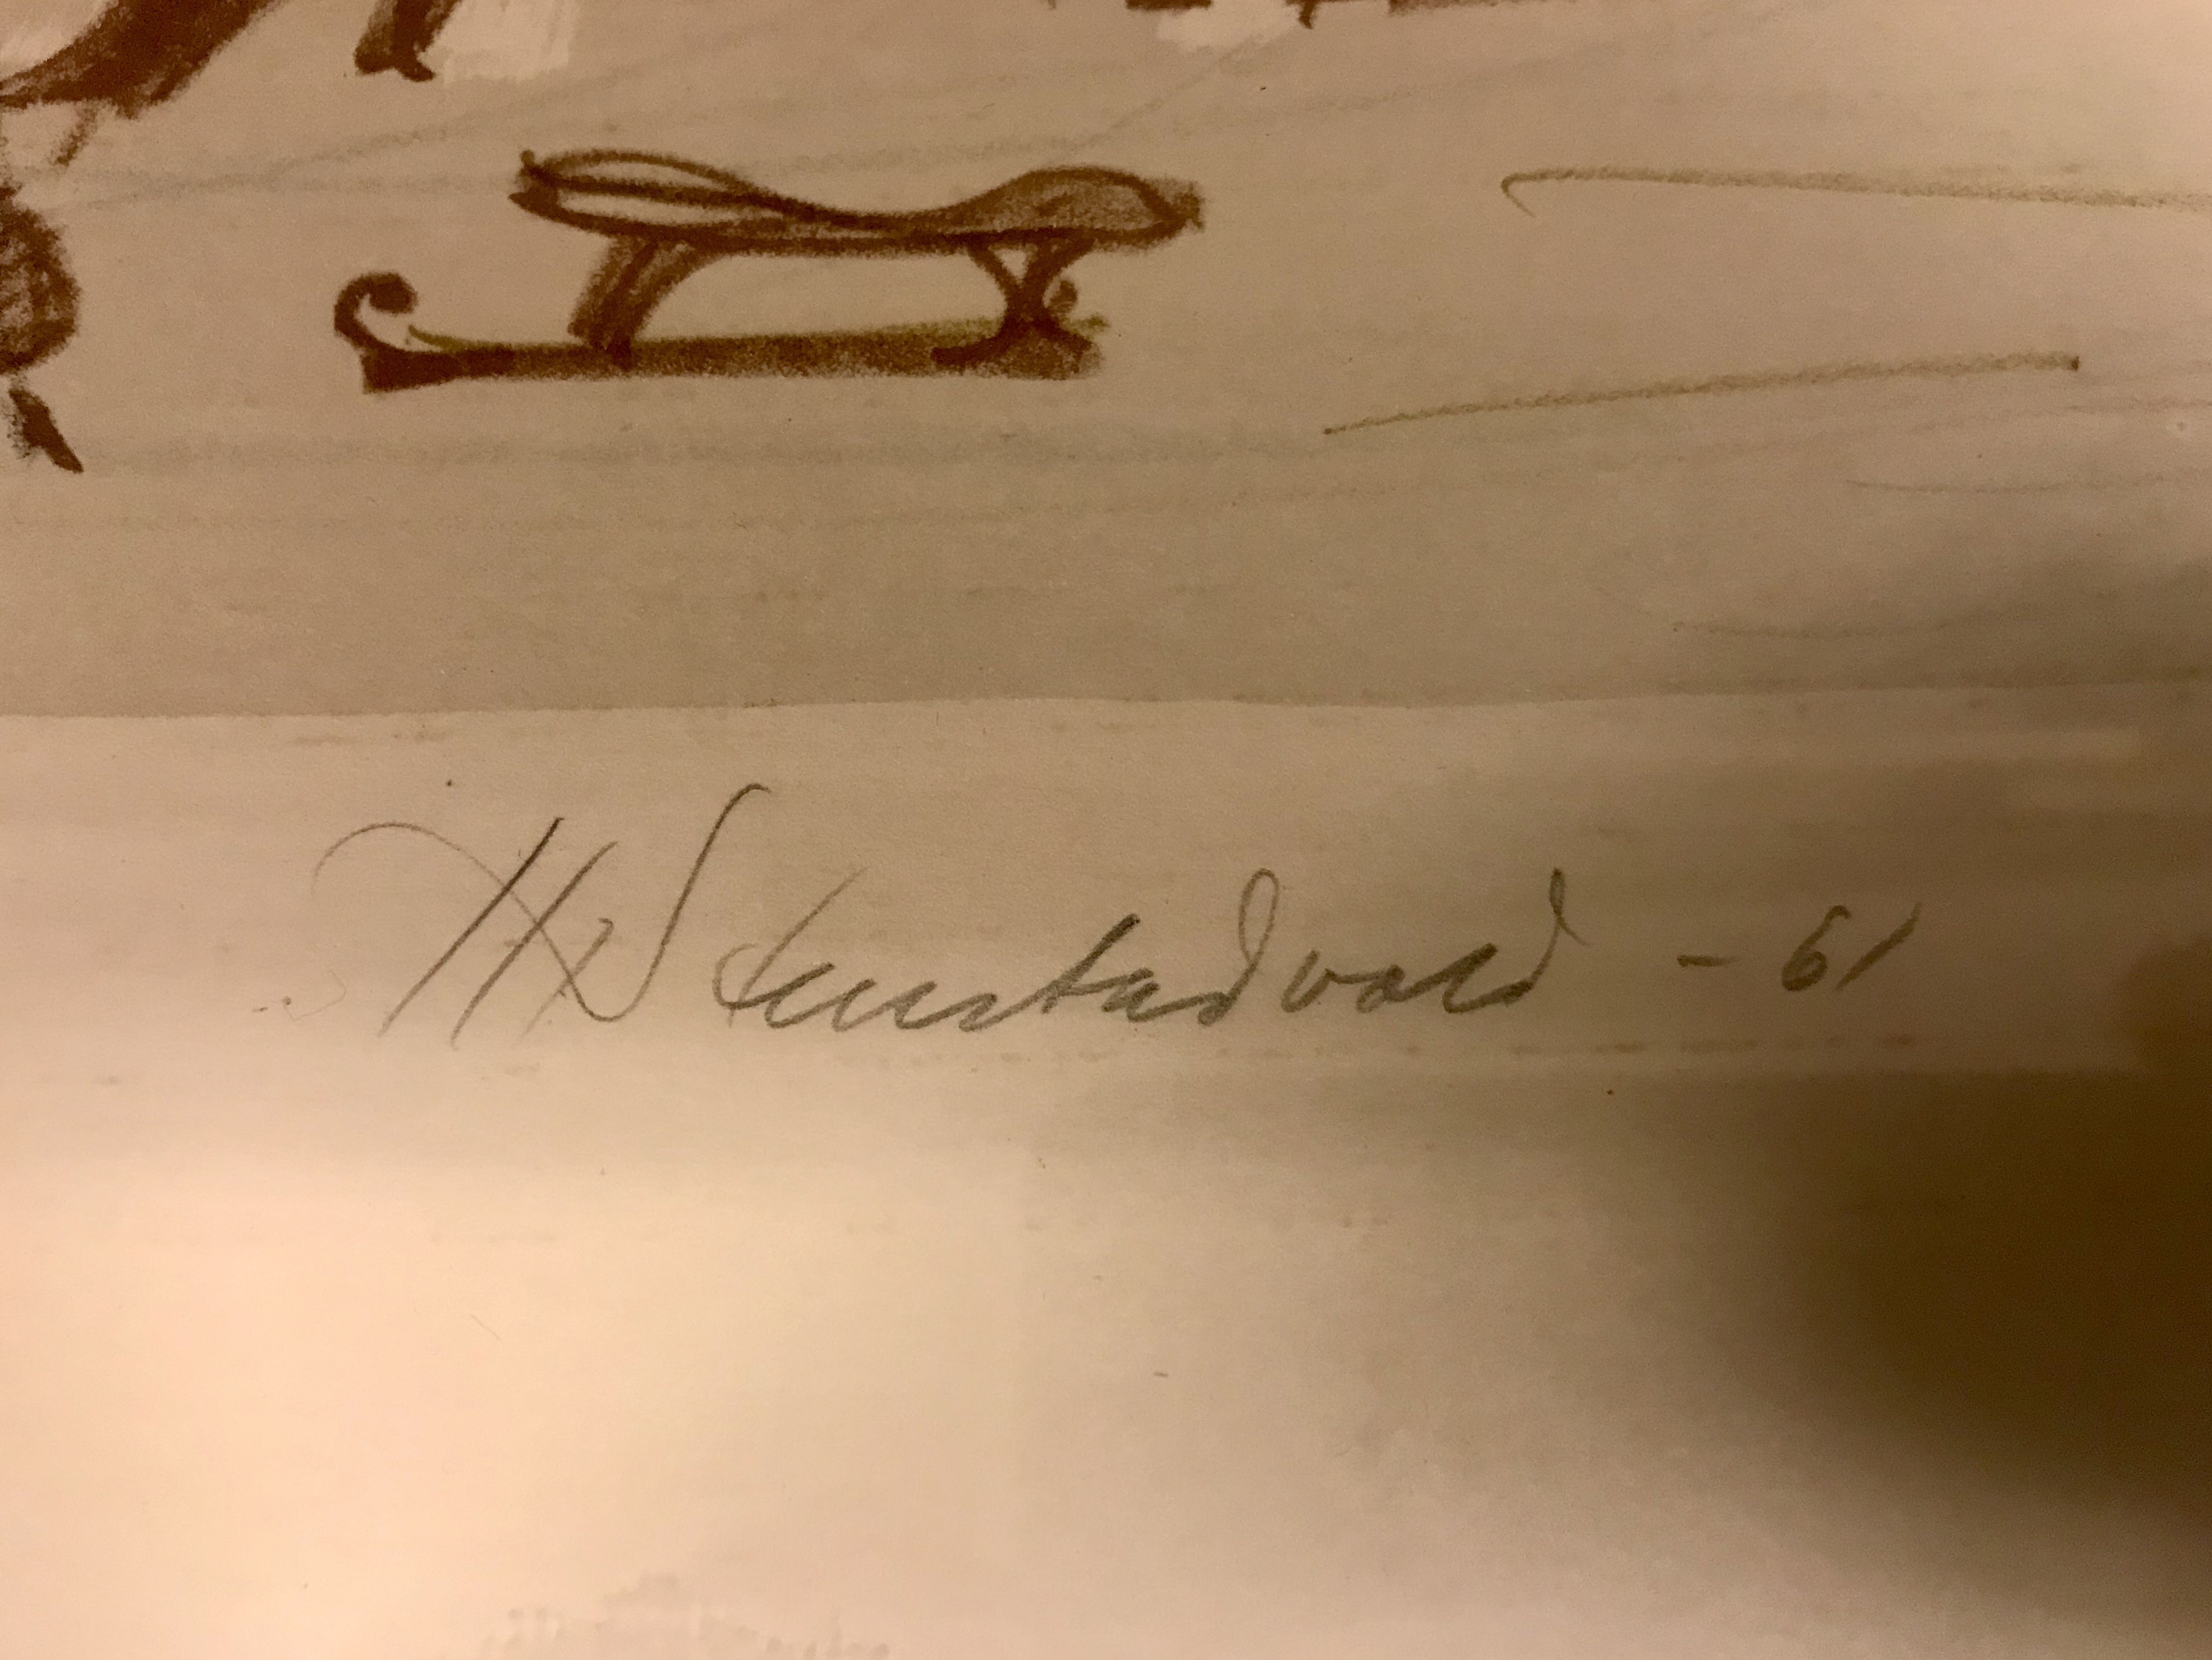 H Stenstadvold - 61